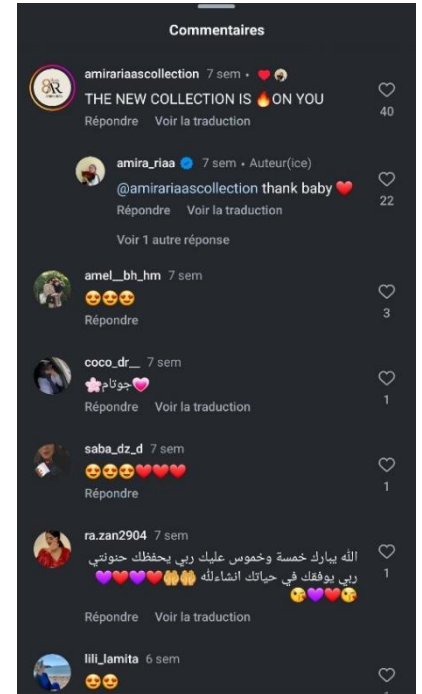 Commentaires
amirariaascollection 7 sem • ❤️
THE NEW COLLECTION IS 🔥ON YOU
40
Répondre Voir la traduction
amira_riaa 7 sem • Auteur(ice)
@amirariaascollection thank baby ❤️
22
Répondre Voir la traduction
Voir 1 autre réponse
amel__bh_hm 7 sem
😍😍😍
3
Répondre
coco_dr__ 7 sem
💗جوتام🌸
1
Répondre Voir la traduction
saba_dz_d 7 sem
😍😍😍❤️❤️❤️
1
Répondre
ra.zan2904 7 sem
الله يبارك خمسة وخموس عليك ربي يحفظك حنونتي
ربي يوفقك في حياتك انشاءلله 🤲🤲❤️💜❤️💜
😘❤️💜😘
1
Répondre Voir la traduction
lili_lamita 6 sem
😍😍